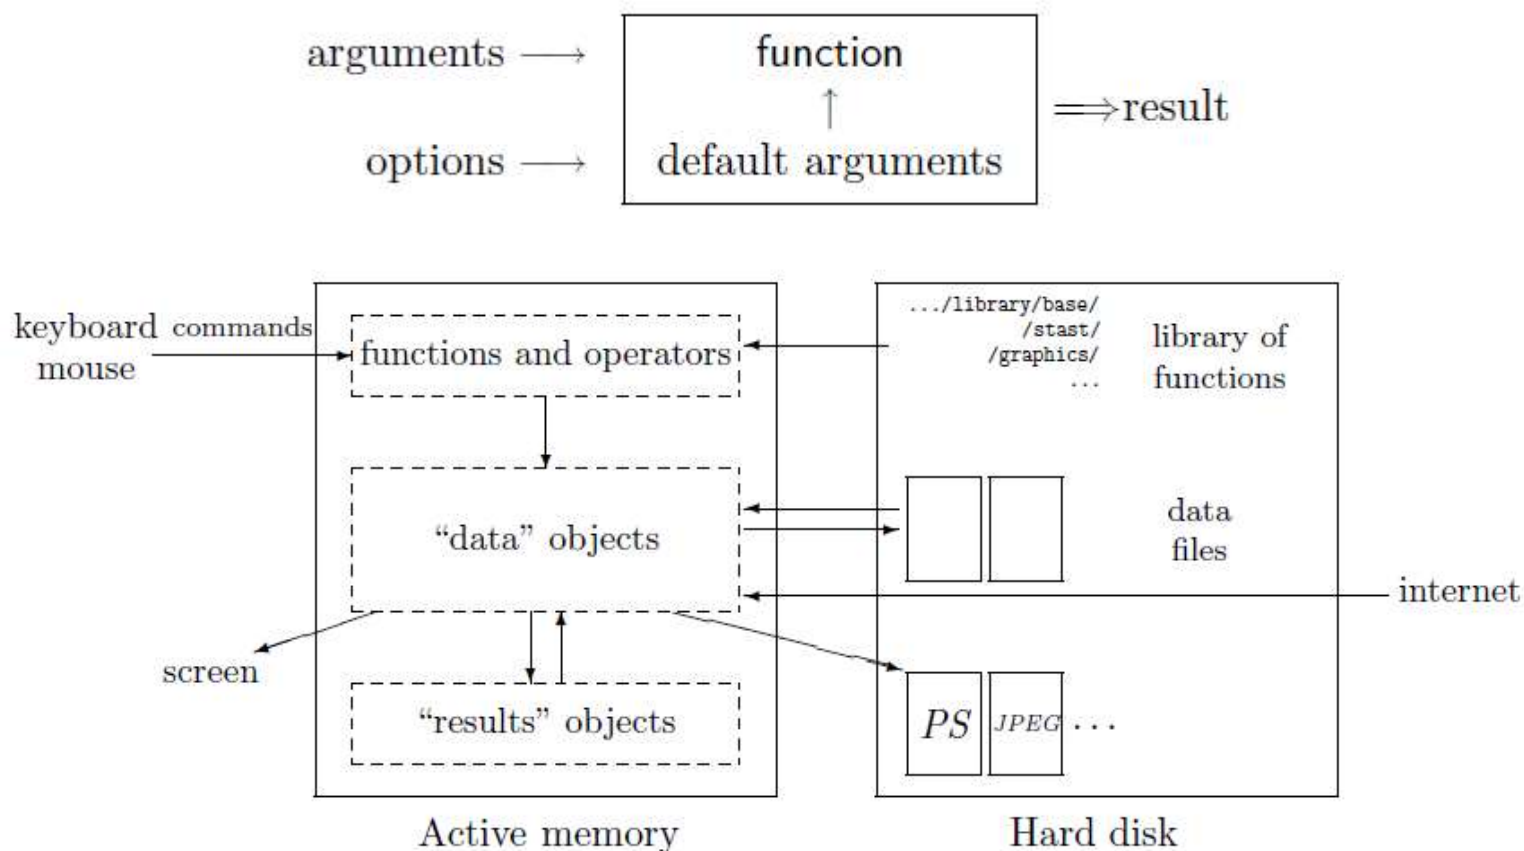 arguments
function
result
options
default arguments
keyboard
mouse
commands
functions and operators
.../library/base/
/stast/
/graphics/
...
library of
functions
"data" objects
data
files
internet
screen
"results" objects
PS
JPEG
...
Active memory
Hard disk